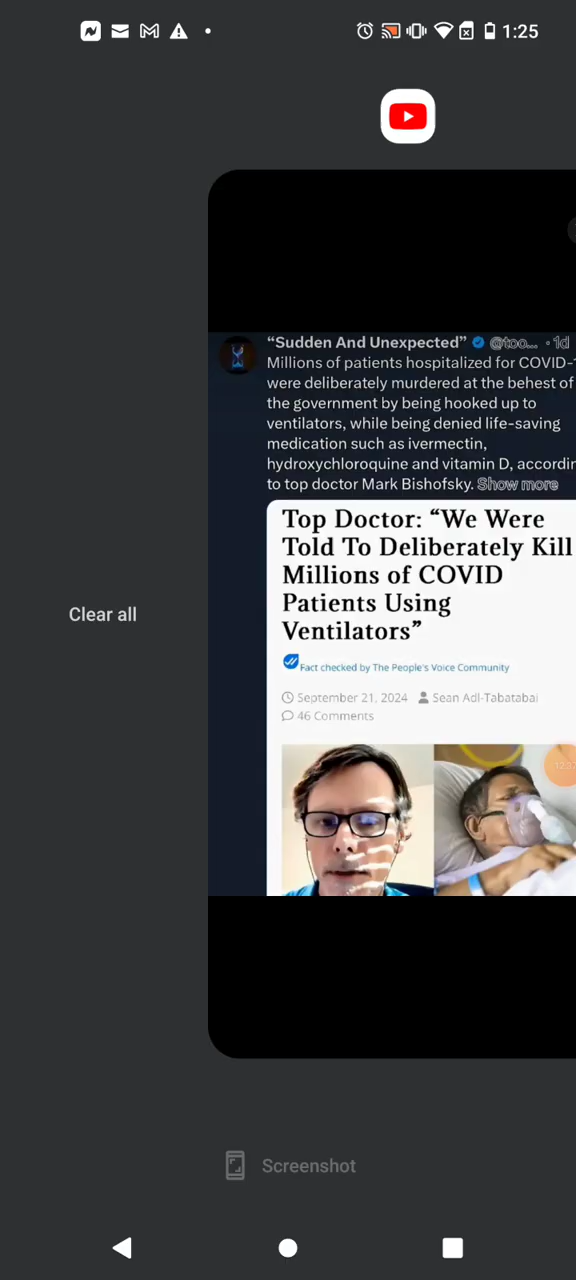 1:25
“Sudden And Unexpected” @too... · 1d
Millions of patients hospitalized for COVID-1
were deliberately murdered at the behest of
the government by being hooked up to
ventilators, while being denied life-saving
medication such as ivermectin,
hydroxychloroquine and vitamin D, accordin
to top doctor Mark Bishofsky. Show more
Top Doctor: “We Were
Told To Deliberately Kill
Millions of COVID
Patients Using
Ventilators”
Fact checked by The People's Voice Community
September 21, 2024 Sean Adl-Tabatabai
46 Comments
Clear all
Screenshot